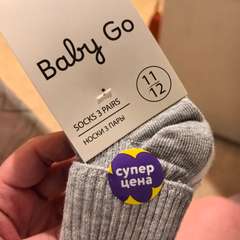 Baby Go
SOCKS 3 PAIRS
НОСКИ 3 ПАРЫ
11
12
супер
цена